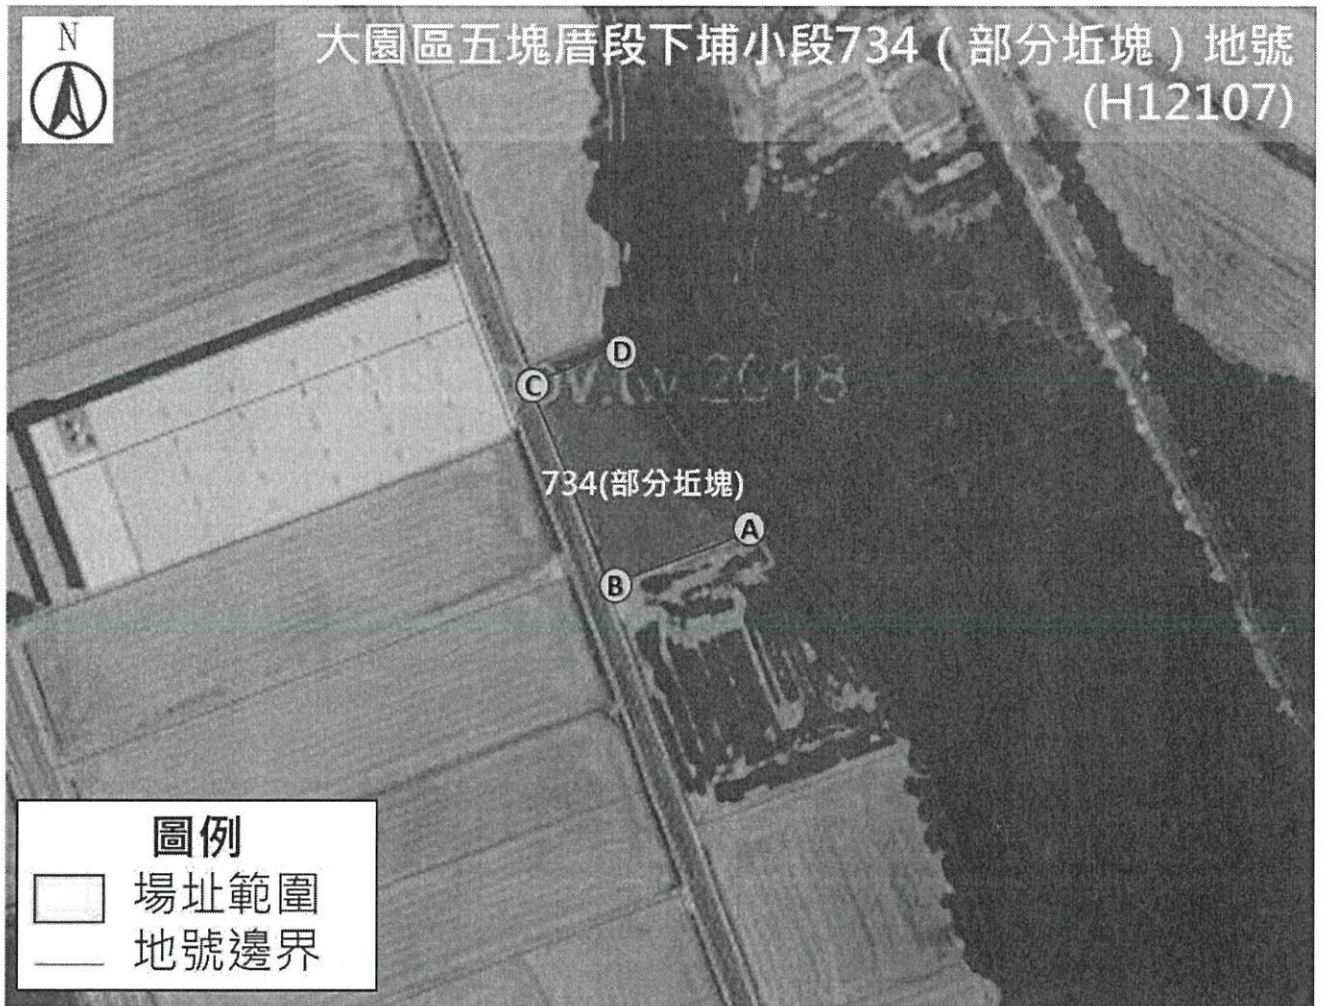 N
大園區五塊厝段下埔小段734（部分坵塊）地號
(H12107)
D
C
2018
734(部分坵塊)
A
B
圖例
場址範圍
地號邊界